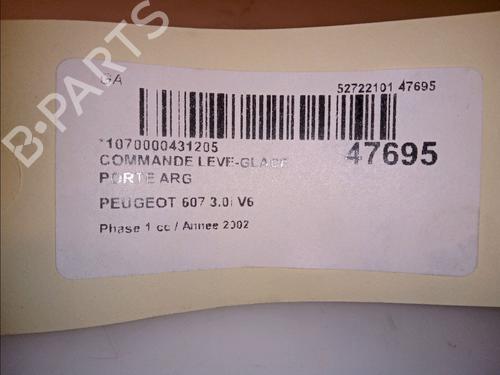 B-PARTS
GA
52722101 47695
*1070000431205
COMMANDE LEVE-GLACE
47695
PORTE ARG
PEUGEOT 607 3.0i V6
Phase 1 cc / Annee 2002